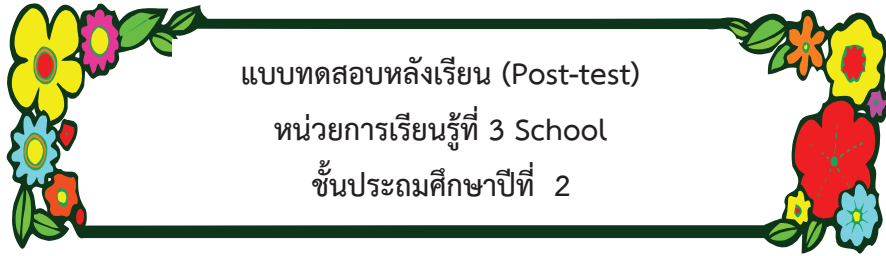 แบบทดสอบหลังเรียน (Post-test)
หน่วยการเรียนรู้ที่ 3 School
ชั้นประถมศึกษาปีที่ 2